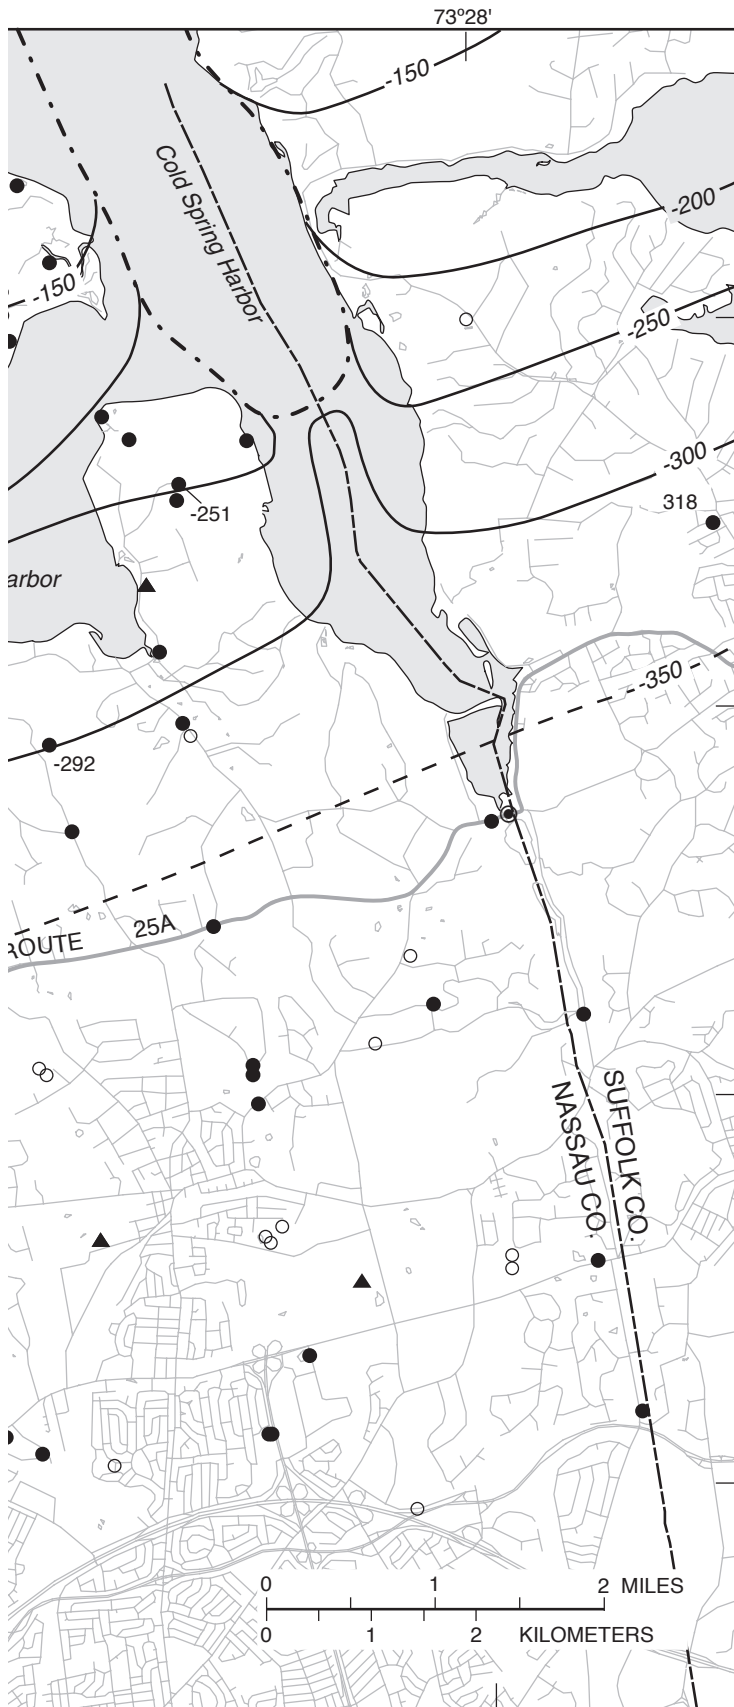 73°28'
-150
Cold Spring Harbor
-200
-150
-250
-300
318
-251
arbor
-350
-292
ROUTE 25A
SUFFOLK CO.
NASSAU CO.
0 1 2 MILES
0 1 2 KILOMETERS